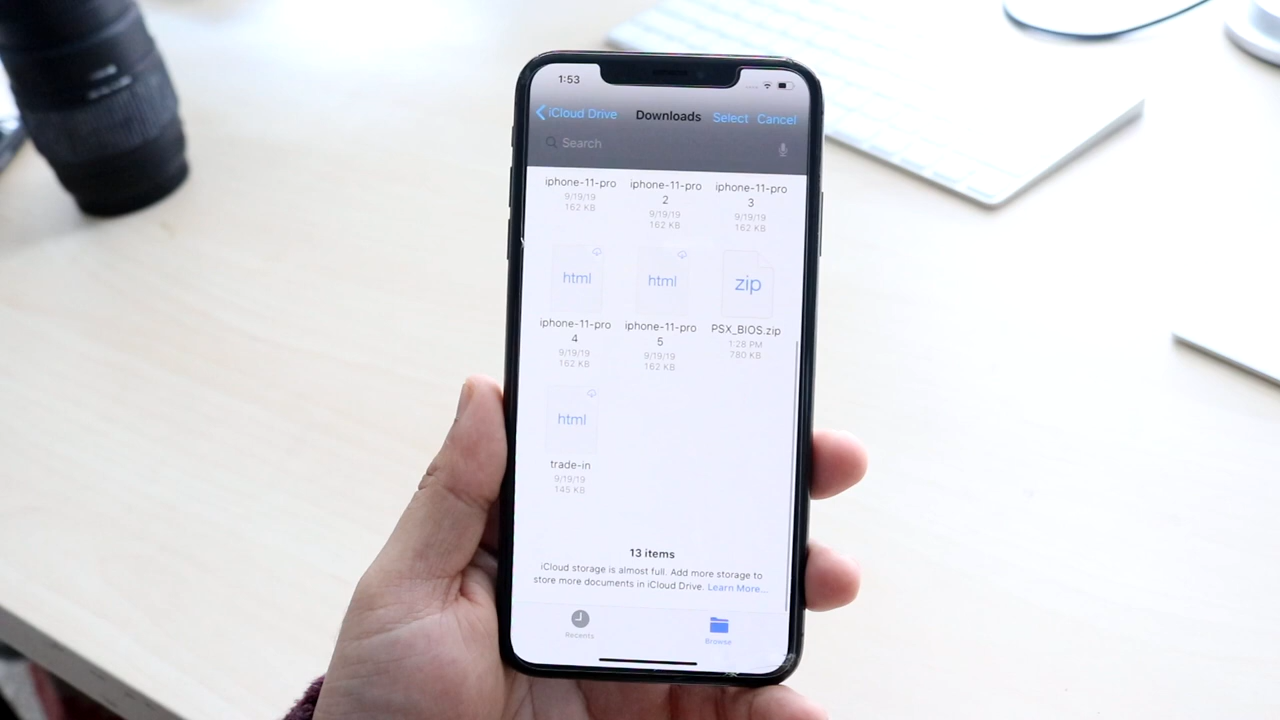 1:53
iCloud Drive Downloads Select Cancel
Search
iphone-11-pro iphone-11-pro 2 iphone-11-pro 3
9/19/19 9/19/19 9/19/19
162 KB 162 KB 162 KB
html html zip
iphone-11-pro 4 iphone-11-pro 5 PSX_BIOS.zip
9/19/19 9/19/19 1:28 PM
162 KB 162 KB 780 KB
html
trade-in
9/19/19
145 KB
13 items
iCloud storage is almost full. Add more storage to
store more documents in iCloud Drive. Learn More...
Recents Browse